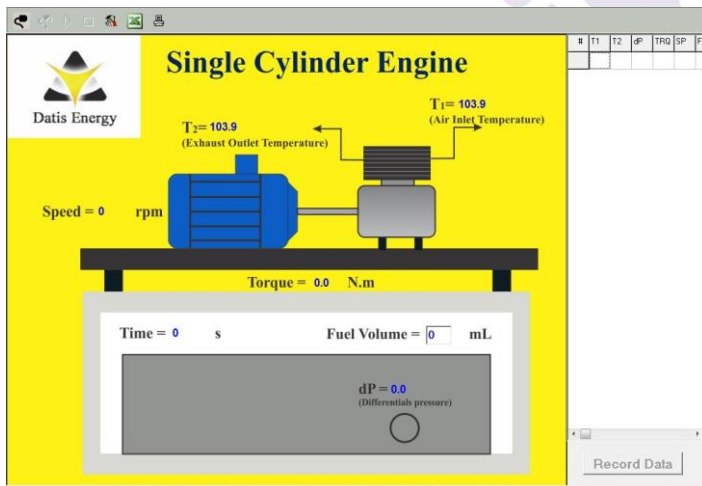 # T1 T2 dP TRQ SP F
Single Cylinder Engine
Datis Energy
T1= 103.9
(Air Inlet Temperature)
T2= 103.9
(Exhaust Outlet Temperature)
Speed = 0 rpm
Torque = 0.0 N.m
Time = 0 s
Fuel Volume = 0 mL
dP = 0.0
(Differentials pressure)
Record Data